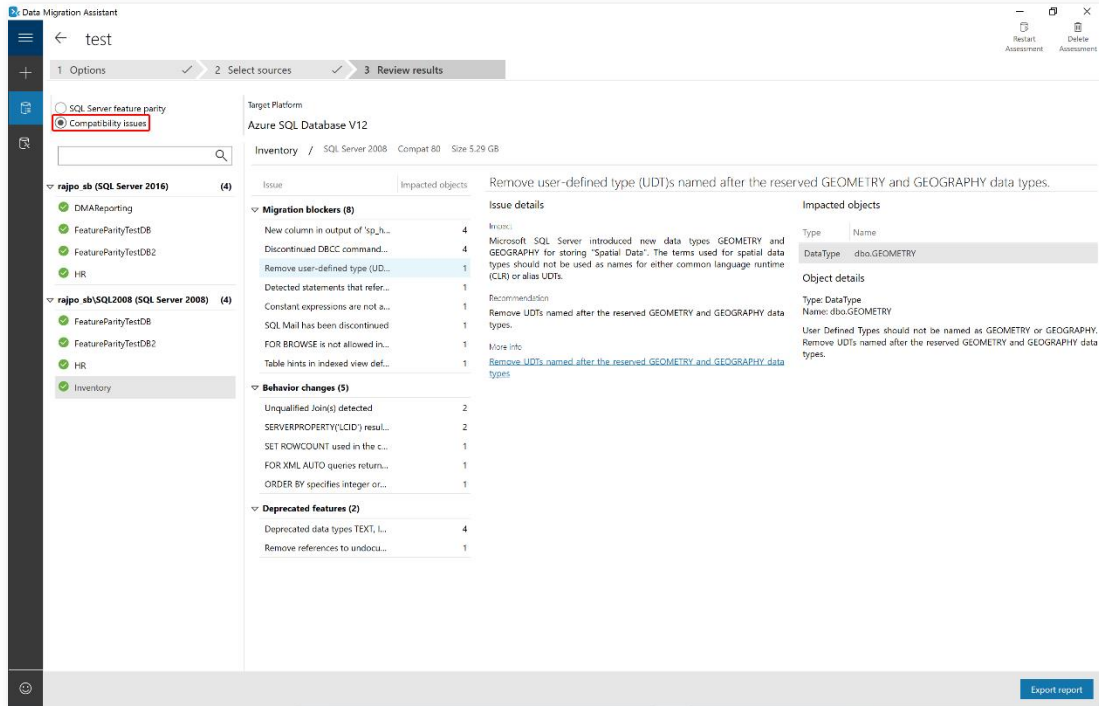 Data Migration Assistant
test
Restart Assessment
Delete Assessment
1 Options
2 Select sources
3 Review results
SQL Server feature parity
Compatibility issues
Target Platform
Azure SQL Database V12
Inventory / SQL Server 2008 Compat 80 Size 5.29 GB
rajpo_sb (SQL Server 2016) (4)
DMAReporting
FeatureParityTestDB
FeatureParityTestDB2
HR
rajpo_sb\SQL2008 (SQL Server 2008) (4)
FeatureParityTestDB
FeatureParityTestDB2
HR
Inventory
Issue Impacted objects
Migration blockers (8)
New column in output of 'sp_h... 4
Discontinued DBCC command... 4
Remove user-defined type (UD... 1
Detected statements that refer... 1
Constant expressions are not a... 1
SQL Mail has been discontinued 1
FOR BROWSE is not allowed in... 1
Table hints in indexed view def... 1
Behavior changes (5)
Unqualified Join(s) detected 2
SERVERPROPERTY('LCID') resul... 2
SET ROWCOUNT used in the c... 1
FOR XML AUTO queries return... 1
ORDER BY specifies integer or... 1
Deprecated features (2)
Deprecated data types TEXT, I... 4
Remove references to undocu... 1
Remove user-defined type (UDT)s named after the reserved GEOMETRY and GEOGRAPHY data types.
Issue details
Impact
Microsoft SQL Server introduced new data types GEOMETRY and
GEOGRAPHY for storing "Spatial Data". The terms used for spatial data
types should not be used as names for either common language runtime
(CLR) or alias UDTs.
Recommendation
Remove UDTs named after the reserved GEOMETRY and GEOGRAPHY data
types.
More info
Remove UDTs named after the reserved GEOMETRY and GEOGRAPHY data
types
Impacted objects
Type Name
DataType dbo.GEOMETRY
Object details
Type: DataType
Name: dbo.GEOMETRY
User Defined Types should not be named as GEOMETRY or GEOGRAPHY.
Remove UDTs named after the reserved GEOMETRY and GEOGRAPHY data
types.
Export report